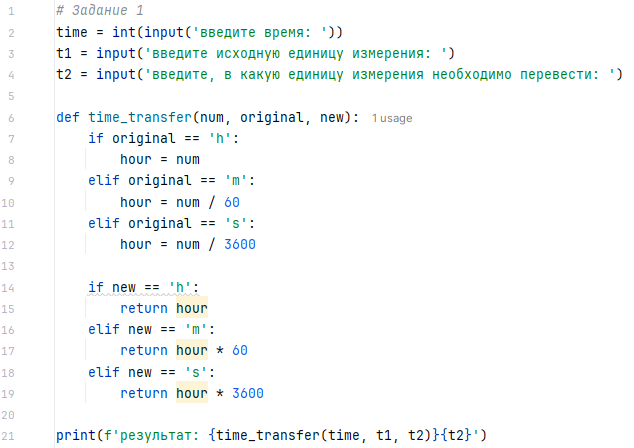 1 # Задание 1
2 time = int(input('введите время: '))
3 t1 = input('введите исходную единицу измерения: ')
4 t2 = input('введите, в какую единицу измерения необходимо перевести: ')
5
6 def time_transfer(num, original, new): 1 usage
7     if original == 'h':
8         hour = num
9     elif original == 'm':
10         hour = num / 60
11     elif original == 's':
12         hour = num / 3600
13
14     if new == 'h':
15         return hour
16     elif new == 'm':
17         return hour * 60
18     elif new == 's':
19         return hour * 3600
20
21 print(f'результат: {time_transfer(time, t1, t2)}{t2}')